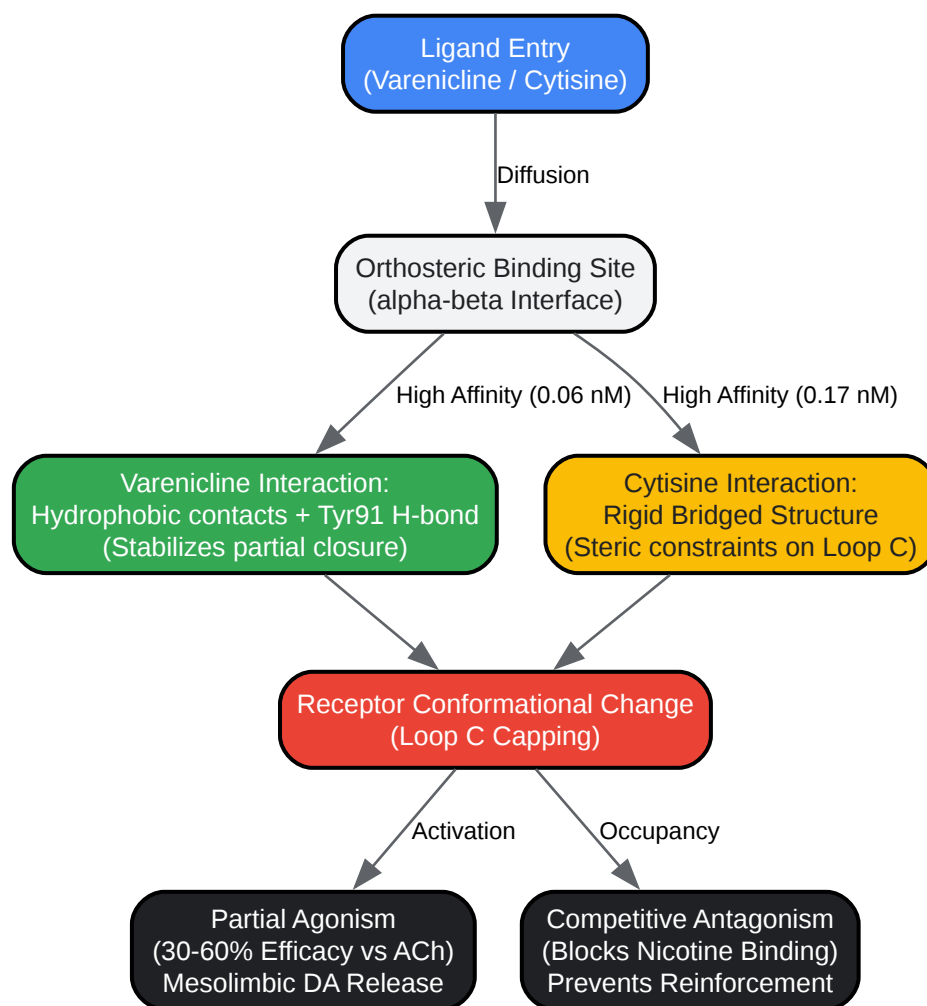 Ligand Entry
(Varenicline / Cytisine)
Diffusion
Orthosteric Binding Site
(alpha-beta Interface)
High Affinity (0.06 nM)
High Affinity (0.17 nM)
Varenicline Interaction:
Hydrophobic contacts + Tyr91 H-bond
(Stabilizes partial closure)
Cytisine Interaction:
Rigid Bridged Structure
(Steric constraints on Loop C)
Receptor Conformational Change
(Loop C Capping)
Activation
Occupancy
Partial Agonism
(30-60% Efficacy vs ACh)
Mesolimbic DA Release
Competitive Antagonism
(Blocks Nicotine Binding)
Prevents Reinforcement